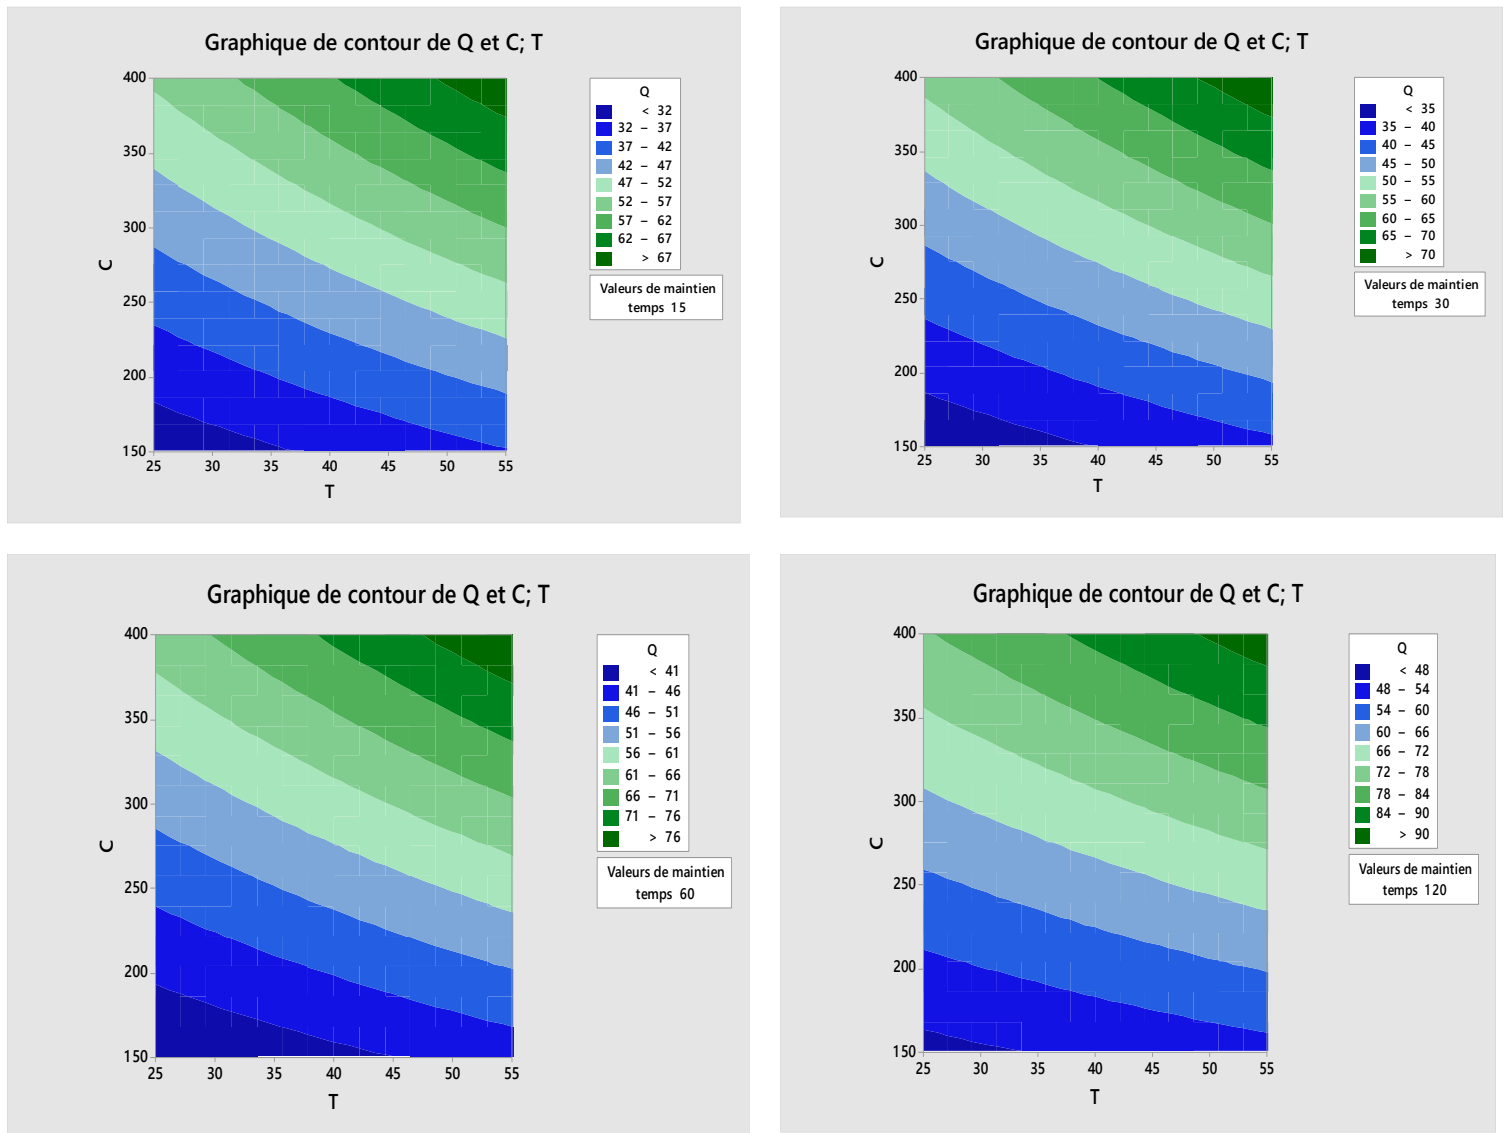 Graphique de contour de Q et C; T
400
350
300
250
200
150
C
25 30 35 40 45 50 55
T
Q
< 32
32 – 37
37 – 42
42 – 47
47 – 52
52 – 57
57 – 62
62 – 67
> 67
Valeurs de maintien
temps 15
Graphique de contour de Q et C; T
400
350
300
250
200
150
C
25 30 35 40 45 50 55
T
Q
< 35
35 – 40
40 – 45
45 – 50
50 – 55
55 – 60
60 – 65
65 – 70
> 70
Valeurs de maintien
temps 30
Graphique de contour de Q et C; T
400
350
300
250
200
150
C
25 30 35 40 45 50 55
T
Q
< 41
41 – 46
46 – 51
51 – 56
56 – 61
61 – 66
66 – 71
71 – 76
> 76
Valeurs de maintien
temps 60
Graphique de contour de Q et C; T
400
350
300
250
200
150
C
25 30 35 40 45 50 55
T
Q
< 48
48 – 54
54 – 60
60 – 66
66 – 72
72 – 78
78 – 84
84 – 90
> 90
Valeurs de maintien
temps 120